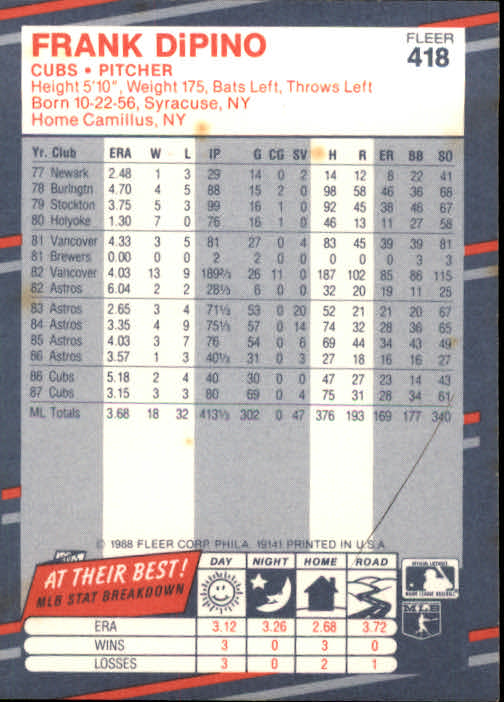 FRANK DiPINO
FLEER
418
CUBS • PITCHER
Height 5'10", Weight 175, Bats Left, Throws Left
Born 10-22-56, Syracuse, NY
Home Camillus, NY
Yr. Club ERA W L IP G CG SV H R ER BB SO
77 Newark 2.48 1 3 29 14 0 2 14 12 8 22 41
78 Burlngtn 4.70 4 5 88 15 2 0 98 58 46 36 68
79 Stockton 3.75 5 3 99 16 1 0 92 45 38 36 67
80 Holyoke 1.30 7 0 76 16 1 0 46 13 11 27 58
81 Vancover 4.33 3 5 81 27 0 4 83 45 39 39 81
81 Brewers 0.00 0 0 2 2 0 0 0 0 0 3 3
82 Vancover 4.03 13 9 189⅔ 26 11 0 187 102 85 86 115
82 Astros 6.04 2 2 28⅓ 6 0 0 32 20 19 11 25
83 Astros 2.65 3 4 71⅓ 53 0 20 52 21 21 20 67
84 Astros 3.35 4 9 75⅓ 57 0 14 74 32 28 36 65
85 Astros 4.03 3 7 76 54 0 6 69 44 34 43 49
86 Astros 3.57 1 3 40⅓ 31 0 3 27 18 16 16 27
86 Cubs 5.18 2 4 40 30 0 0 47 27 23 14 43
87 Cubs 3.15 3 3 80 69 0 4 75 31 28 34 61
ML Totals 3.68 18 32 413⅓ 302 0 47 376 193 169 177 340
© 1988 FLEER CORP. PHILA. 19141 PRINTED IN U.S.A.
AT THEIR BEST!
MLB STAT BREAKDOWN
DAY NIGHT HOME ROAD
ERA 3.12 3.26 2.68 3.72
WINS 3 0 3 0
LOSSES 3 0 2 1
OFFICIAL LICENSEE
MAJOR LEAGUE BASEBALL